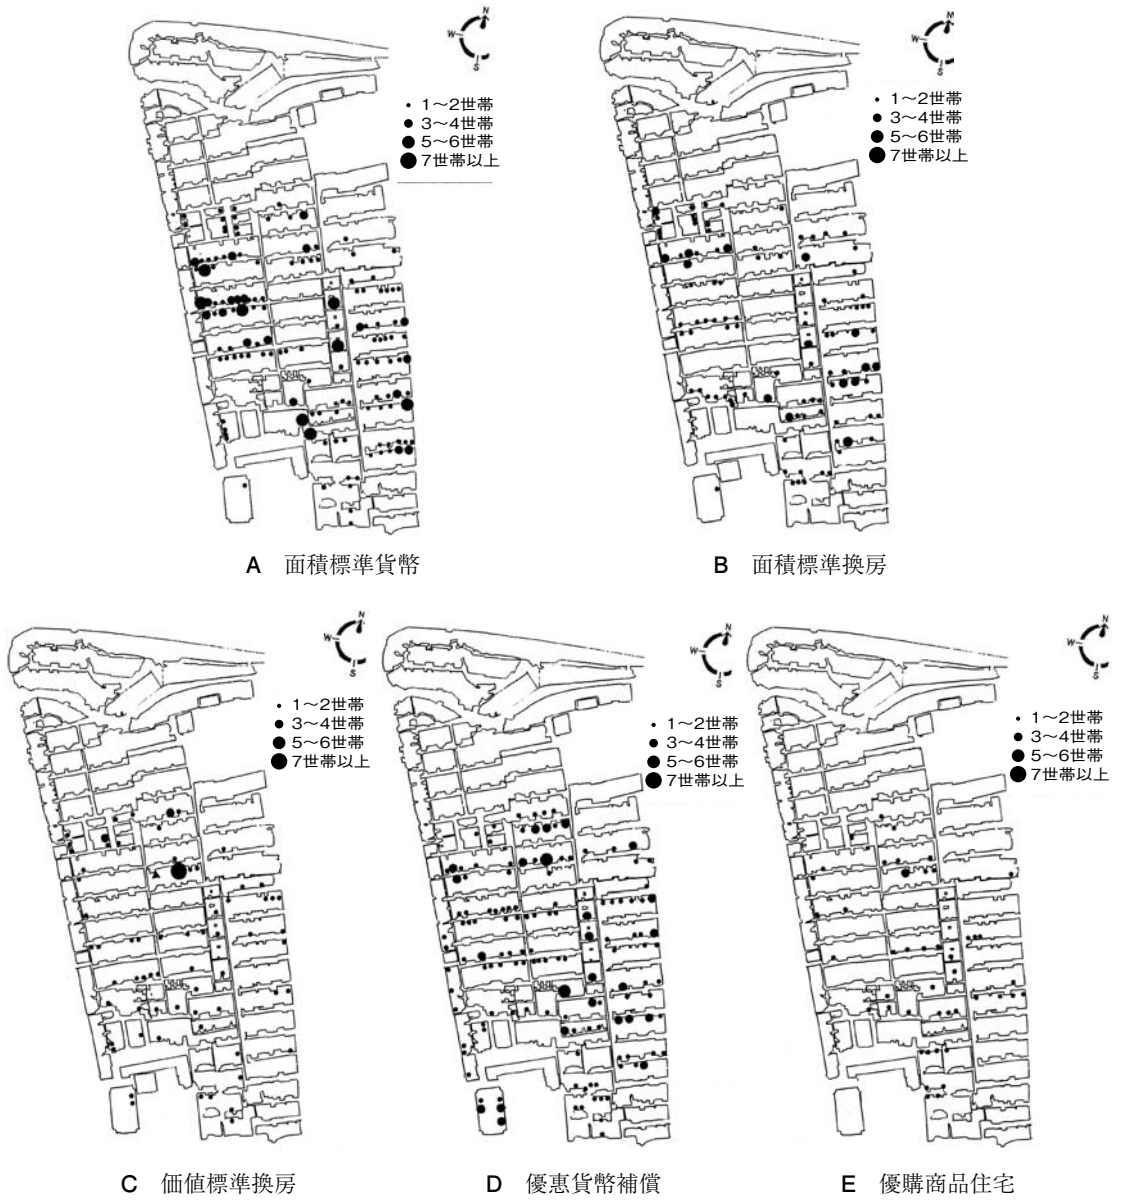 N
W
S
・ 1～2世帯
● 3～4世帯
● 5～6世帯
● 7世帯以上
A 面積標準貨幣
N
W
S
・ 1～2世帯
● 3～4世帯
● 5～6世帯
● 7世帯以上
B 面積標準換房
N
W
S
・ 1～2世帯
● 3～4世帯
● 5～6世帯
● 7世帯以上
C 価値標準換房
N
W
S
・ 1～2世帯
● 3～4世帯
● 5～6世帯
● 7世帯以上
D 優惠貨幣補償
N
W
S
・ 1～2世帯
● 3～4世帯
● 5～6世帯
● 7世帯以上
E 優購商品住宅